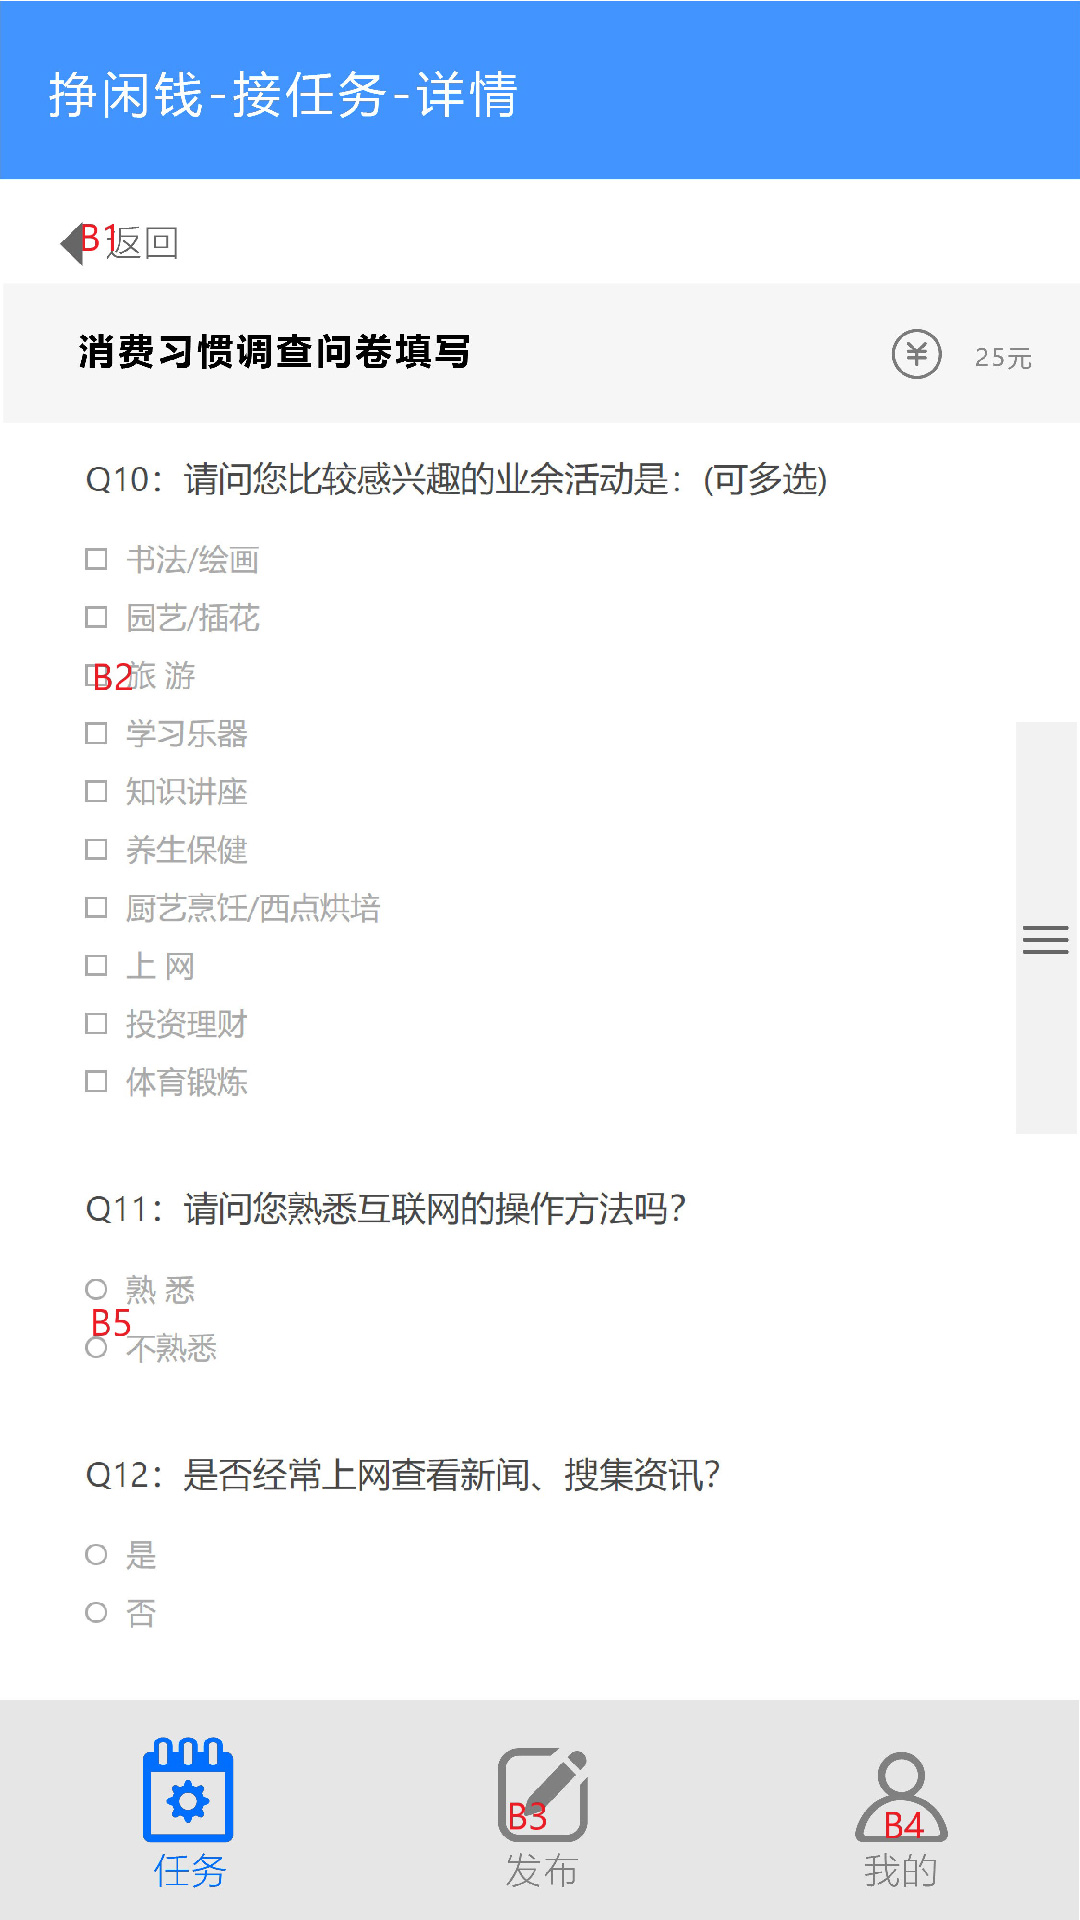 挣闲钱-接任务-详情
B1返回
消费习惯调查问卷填写 ¥ 25元
Q10：请问您比较感兴趣的业余活动是：(可多选)
书法/绘画
园艺/插花
B2旅 游
学习乐器
知识讲座
养生保健
厨艺烹饪/西点烘培
上 网
投资理财
体育锻炼
Q11：请问您熟悉互联网的操作方法吗？
熟 悉
B5
不熟悉
Q12：是否经常上网查看新闻、搜集资讯？
是
否
B3 B4
任务 发布 我的